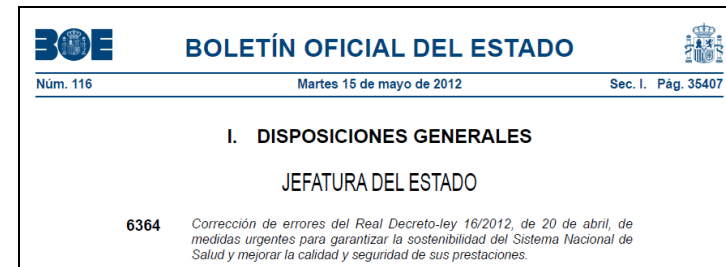 BOE BOLETÍN OFICIAL DEL ESTADO
Núm. 116 Martes 15 de mayo de 2012 Sec. I. Pág. 35407
I. DISPOSICIONES GENERALES
JEFATURA DEL ESTADO
6364 Corrección de errores del Real Decreto-ley 16/2012, de 20 de abril, de
medidas urgentes para garantizar la sostenibilidad del Sistema Nacional de
Salud y mejorar la calidad y seguridad de sus prestaciones.